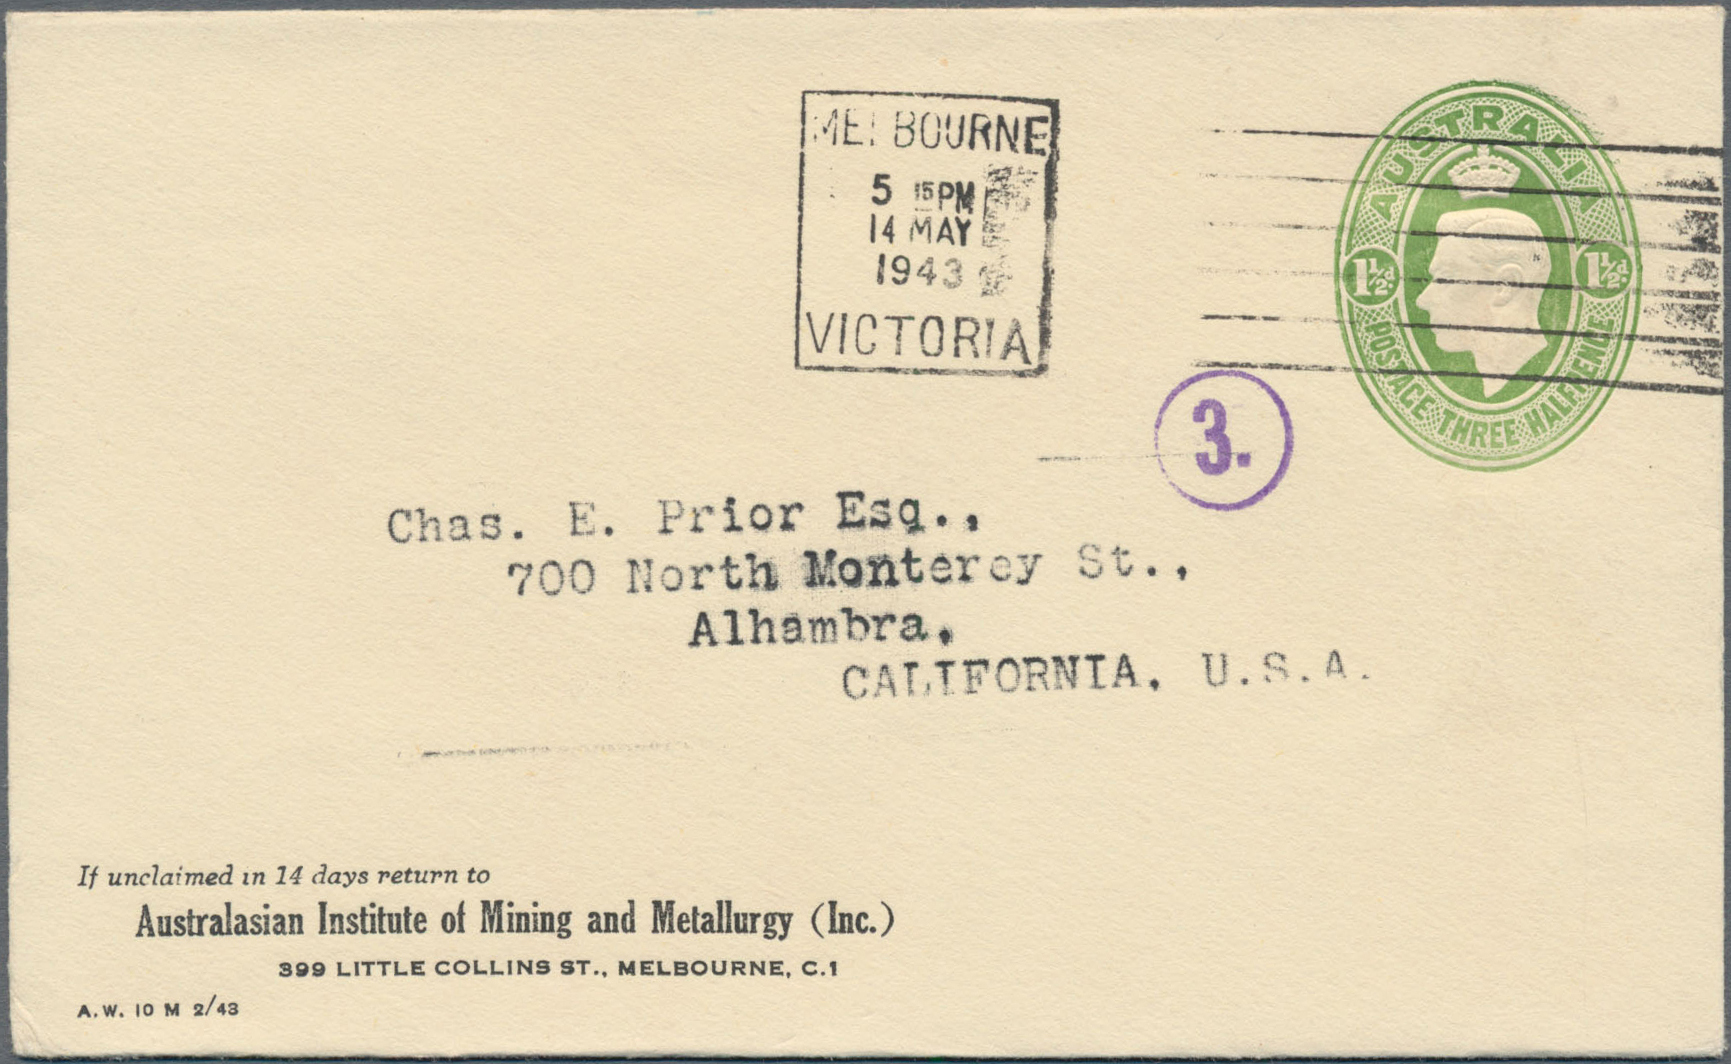 MELBOURNE
5 15 PM
14 MAY
1943
VICTORIA
AUSTRALIA
1½d. 1½d.
POSTAGE THREE HALFPENCE
3.
Chas. E. Prior Esq.,
700 North Monterey St.,
Alhambra,
CALIFORNIA, U.S.A.
If unclaimed in 14 days return to
Australasian Institute of Mining and Metallurgy (Inc.)
399 LITTLE COLLINS ST., MELBOURNE, C.1
A.W. 10 M 2/43